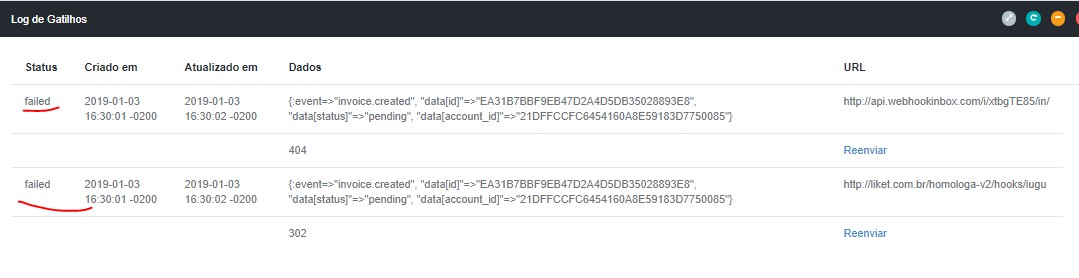 Log de Gatilhos
Status Criado em Atualizado em Dados URL
failed 2019-01-03 2019-01-03 {:event=>"invoice.created", "data[id]"=>"EA31B7BBF9EB47D2A4D5DB35028893E8", http://api.webhookinbox.com/i/xtbgTE85/in/
16:30:01 -0200 16:30:02 -0200 "data[status]"=>"pending", "data[account_id]"=>"21DFFCCFC6454160A8E59183D7750085"}
404 Reenviar
failed 2019-01-03 2019-01-03 {:event=>"invoice.created", "data[id]"=>"EA31B7BBF9EB47D2A4D5DB35028893E8", http://liket.com.br/homologa-v2/hooks/iugu
16:30:01 -0200 16:30:02 -0200 "data[status]"=>"pending", "data[account_id]"=>"21DFFCCFC6454160A8E59183D7750085"}
302 Reenviar